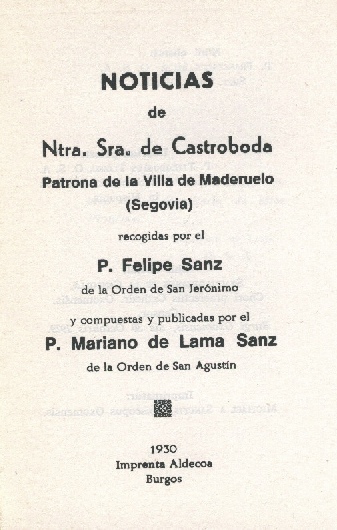 NOTICIAS
de
Ntra. Sra. de Castroboda
Patrona de la Villa de Maderuelo
(Segovia)
recogidas por el
P. Felipe Sanz
de la Orden de San Jerónimo
y compuestas y publicadas por el
P. Mariano de Lama Sanz
de la Orden de San Agustín
1930
Imprenta Aldecoa
Burgos